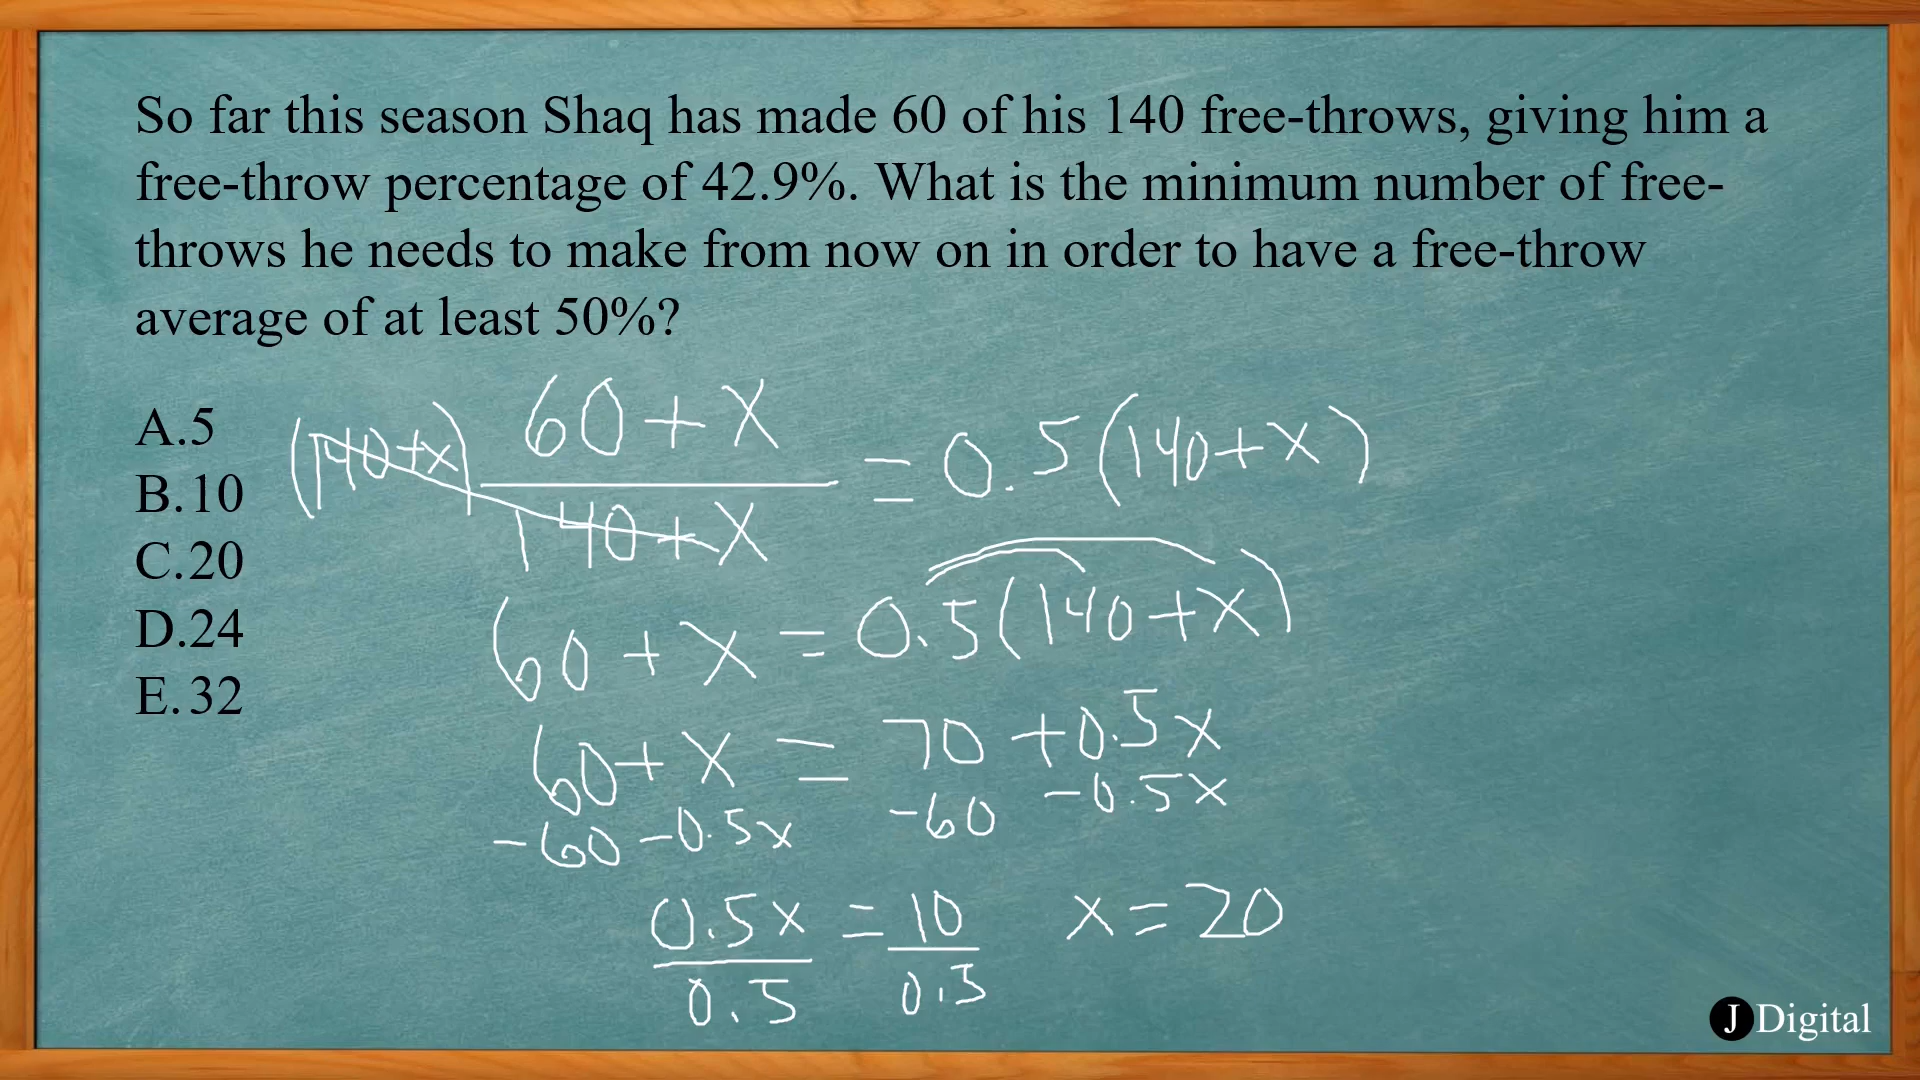 So far this season Shaq has made 60 of his 140 free-throws, giving him a
free-throw percentage of 42.9%. What is the minimum number of free-
throws he needs to make from now on in order to have a free-throw
average of at least 50%?
A.5
B.10
C.20
D.24
E.32
(140+x) 60+X = 0.5(140+x)
140+X
60+X = 0.5(140+X)
60+X = 70+0.5x
-60-0.5x -60 -0.5x
0.5x = 10 x=20
0.5 0.5
J Digital